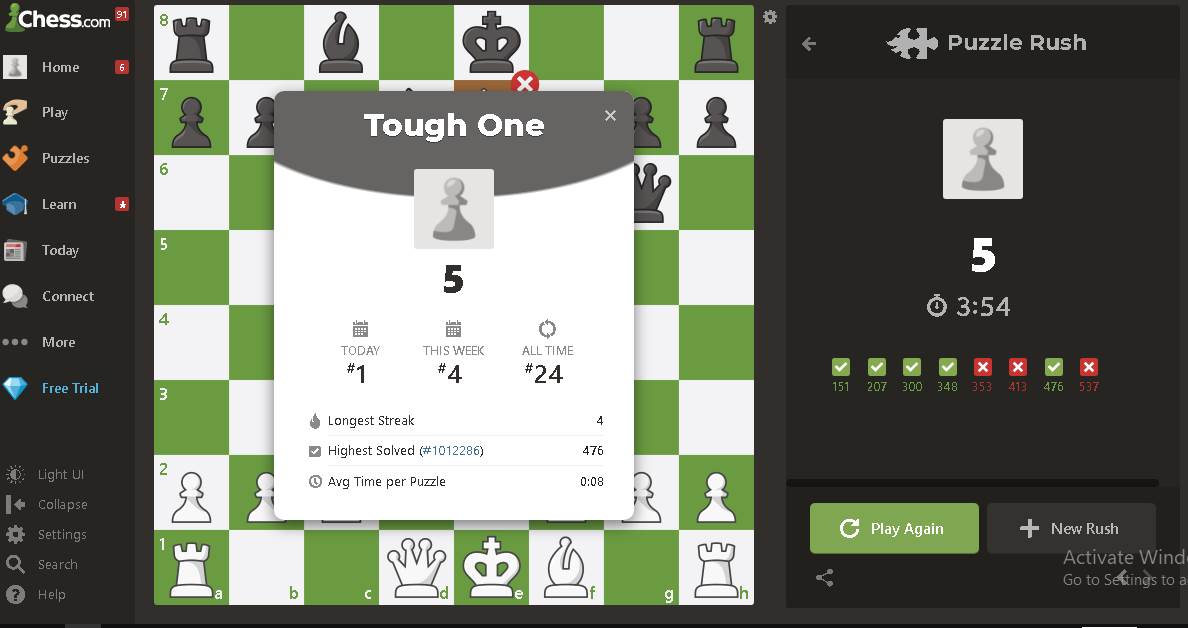 Chess.com 91
Home 6
Play
Puzzles
Learn
Today
Connect
More
Free Trial
Light UI
Collapse
Settings
Search
Help
8
7
6
5
4
3
2
1
a b c d e f g h
Tough One
5
TODAY THIS WEEK ALL TIME
#1 #4 #24
Longest Streak 4
Highest Solved (#1012286) 476
Avg Time per Puzzle 0:08
Puzzle Rush
5
3:54
151 207 300 348 353 413 476 537
Play Again New Rush
Activate Windo
Go to Settings to a